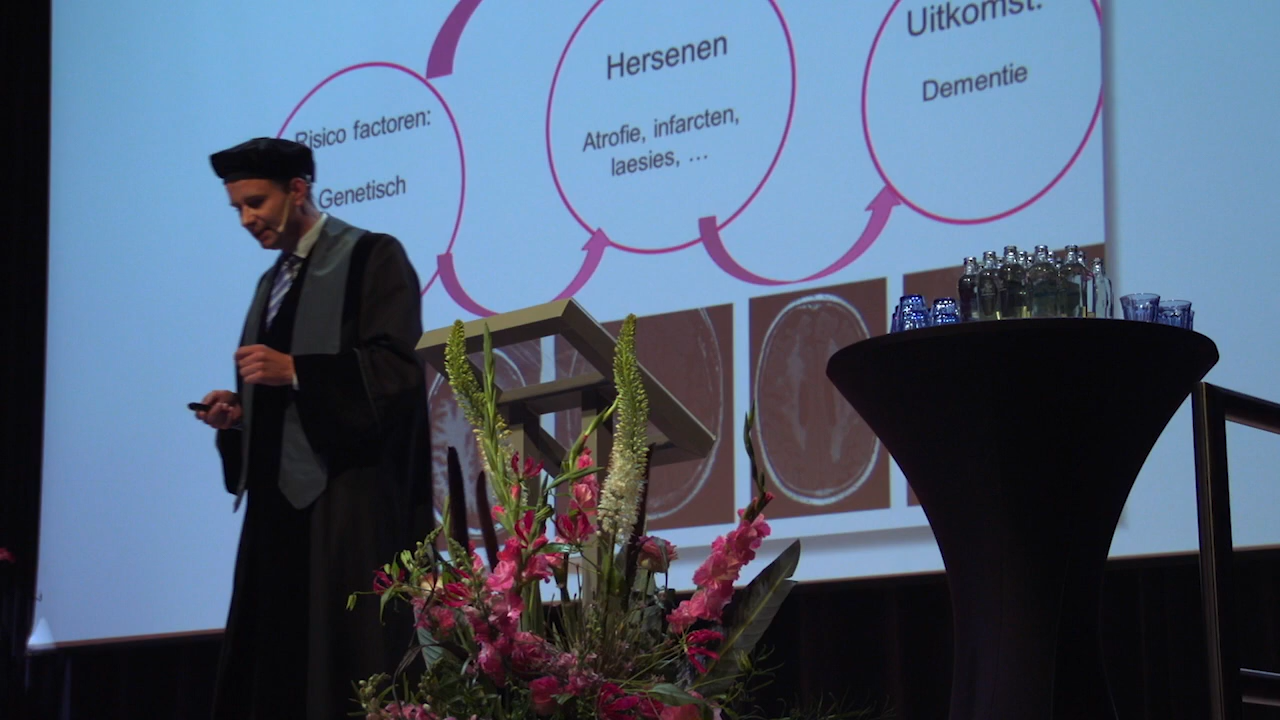 Risico factoren:
Genetisch
Hersenen
Atrofie, infarcten,
laesies, ...
Uitkomst:
Dementie